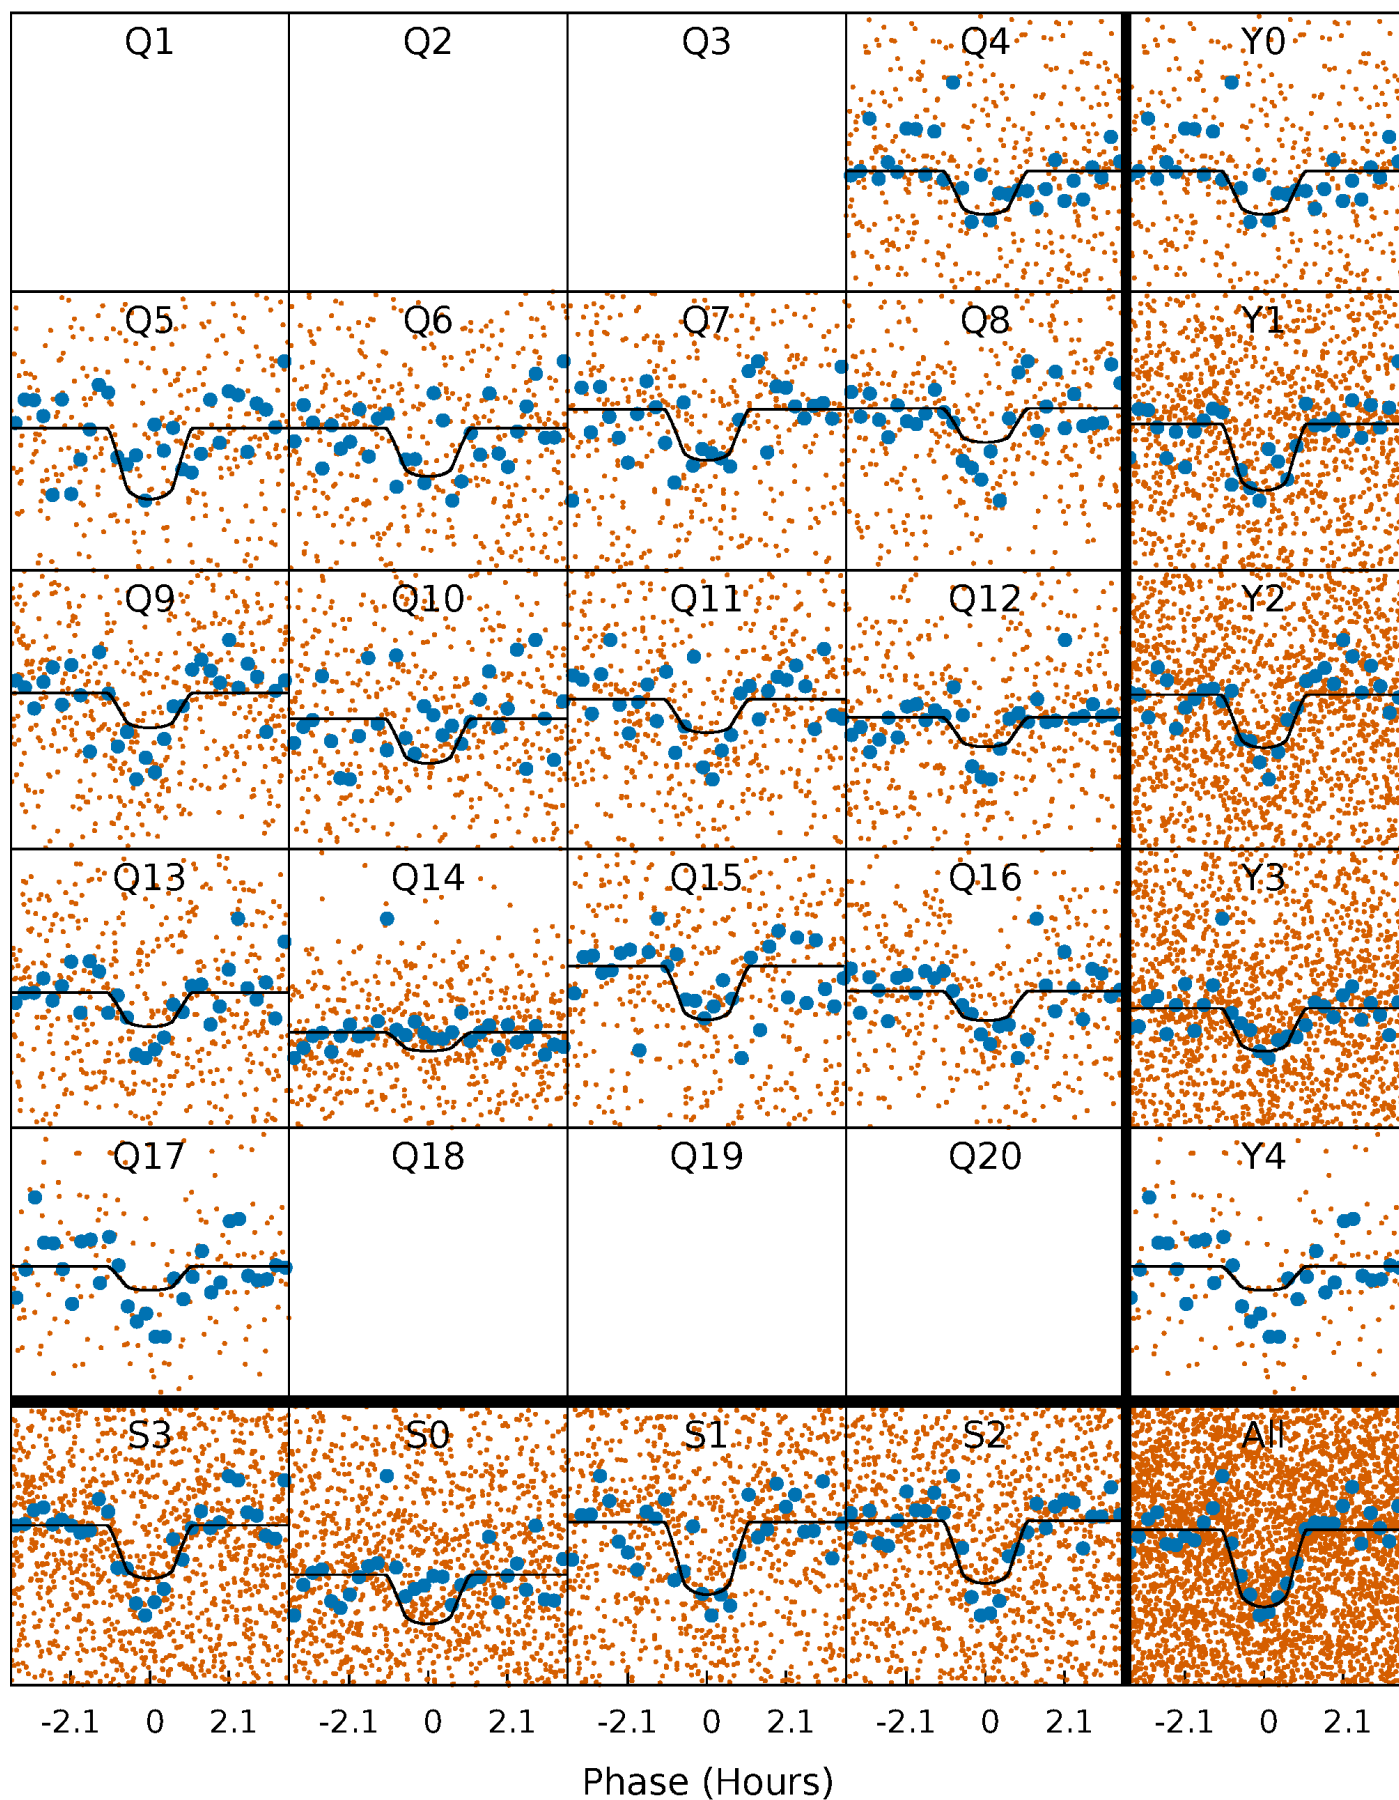 Q1 Q2 Q3 Q4 Y0
Q5 Q6 Q7 Q8 Y1
Q9 Q10 Q11 Q12 Y2
Q13 Q14 Q15 Q16 Y3
Q17 Q18 Q19 Q20 Y4
S3 S0 S1 S2 All
-2.1 0 2.1 -2.1 0 2.1 -2.1 0 2.1 -2.1 0 2.1 -2.1 0 2.1
Phase (Hours)